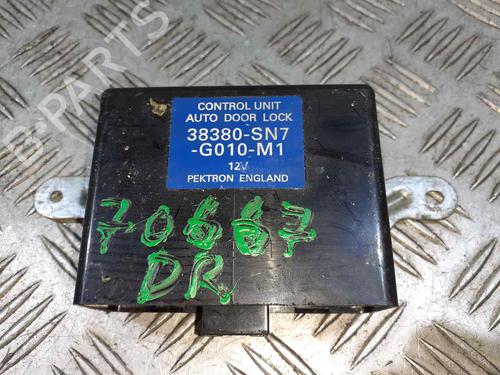 CONTROL UNIT
AUTO DOOR LOCK
38380-SN7
-G010-M1
12V
PEKTRON ENGLAND
70667
DR
B-PARTS